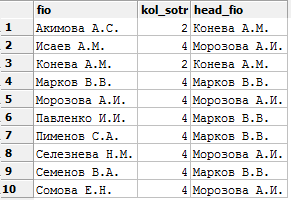 fio kol_sotr head_fio
1 Акимова А.С. 2 Конева А.М.
2 Исаев А.М. 4 Морозова А.И.
3 Конева А.М. 2 Конева А.М.
4 Марков В.В. 4 Марков В.В.
5 Морозова А.И. 4 Морозова А.И.
6 Павленко И.И. 4 Марков В.В.
7 Пименов С.А. 4 Марков В.В.
8 Селезнева Н.М. 4 Морозова А.И.
9 Семенов В.А. 4 Марков В.В.
10 Сомова Е.Н. 4 Морозова А.И.